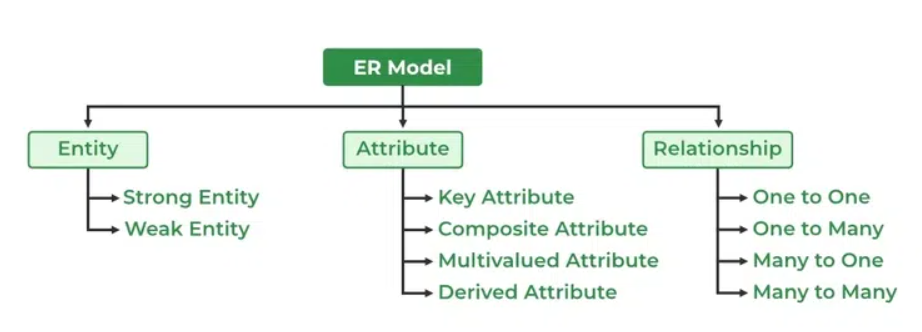 ER Model
Entity
Strong Entity
Weak Entity
Attribute
Key Attribute
Composite Attribute
Multivalued Attribute
Derived Attribute
Relationship
One to One
One to Many
Many to One
Many to Many